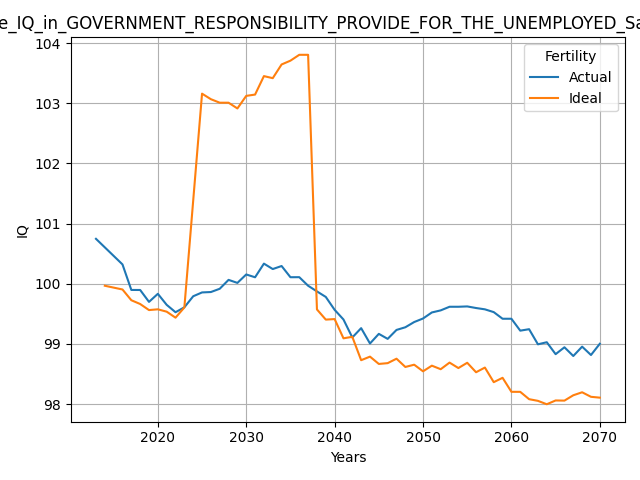 e_IQ_in_GOVERNMENT_RESPONSIBILITY_PROVIDE_FOR_THE_UNEMPLOYED_Sa
104
103
102
101
100
99
98
IQ
Fertility
Actual
Ideal
2020 2030 2040 2050 2060 2070
Years